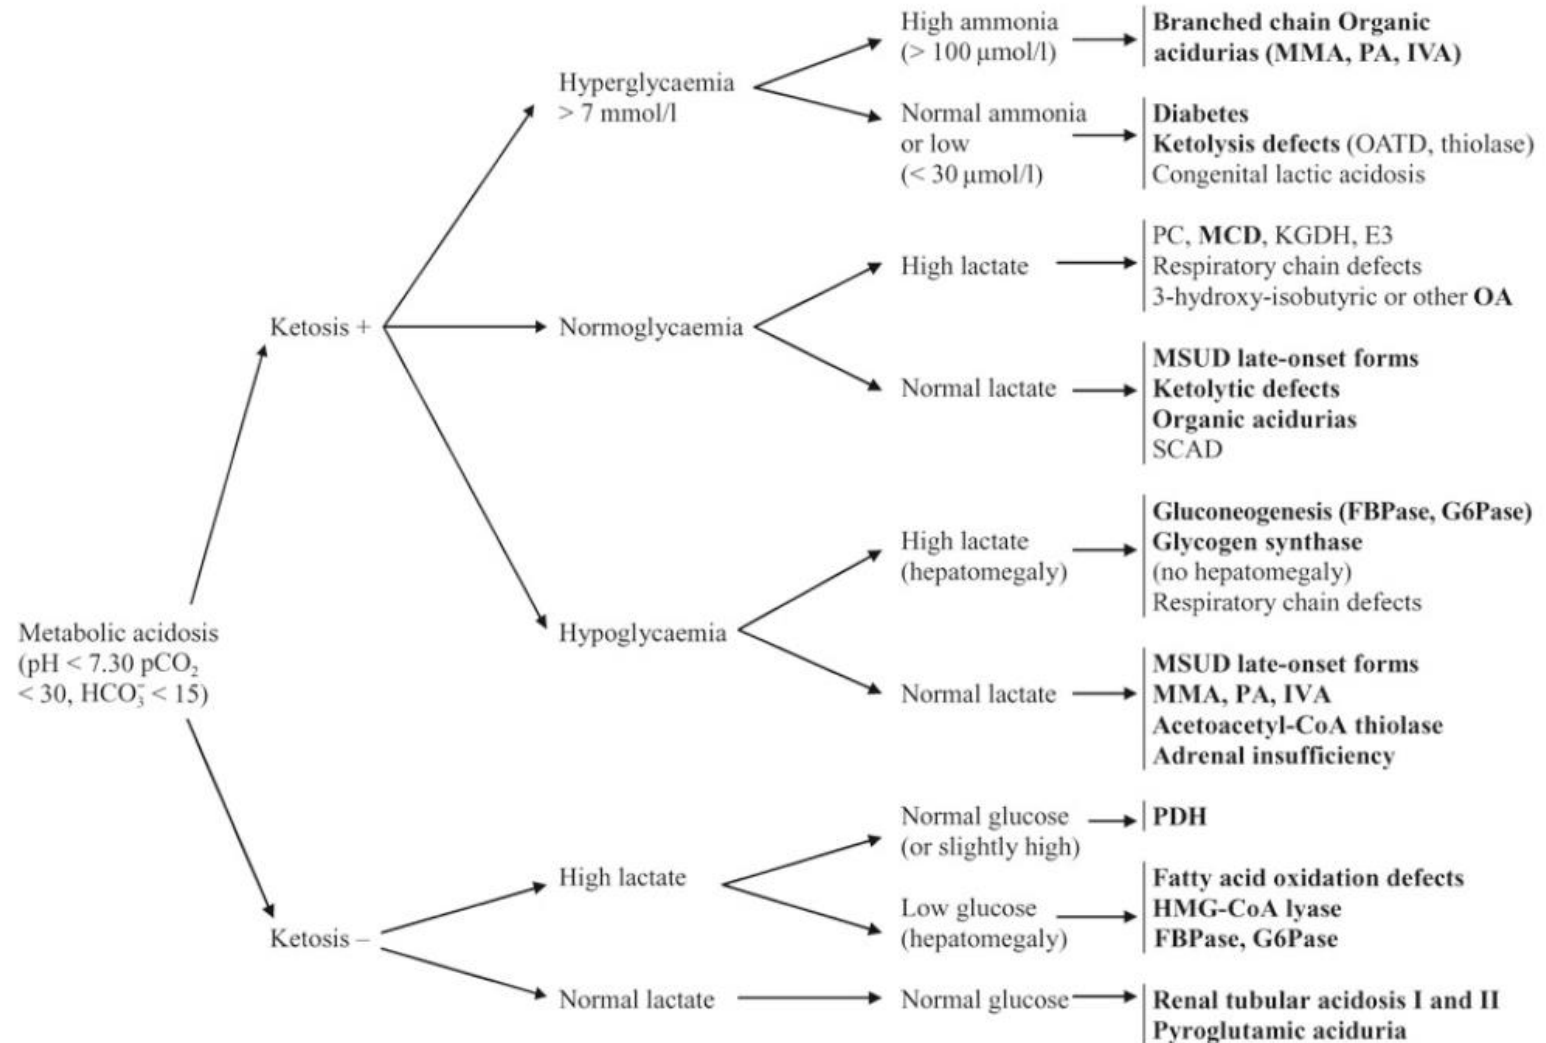 High ammonia
(> 100 μmol/l)
Branched chain Organic
acidurias (MMA, PA, IVA)
Hyperglycaemia
> 7 mmol/l
Normal ammonia
or low
(< 30 μmol/l)
Diabetes
Ketolysis defects (OATD, thiolase)
Congenital lactic acidosis
Ketosis +
Normoglycaemia
High lactate
PC, MCD, KGDH, E3
Respiratory chain defects
3-hydroxy-isobutyric or other OA
Normal lactate
MSUD late-onset forms
Ketolytic defects
Organic acidurias
SCAD
Hypoglycaemia
High lactate
(hepatomegaly)
Gluconeogenesis (FBPase, G6Pase)
Glycogen synthase
(no hepatomegaly)
Respiratory chain defects
Normal lactate
MSUD late-onset forms
MMA, PA, IVA
Acetoacetyl-CoA thiolase
Adrenal insufficiency
Metabolic acidosis
(pH < 7.30 pCO₂
< 30, HCO₃⁻ < 15)
Ketosis –
High lactate
Normal glucose
(or slightly high)
PDH
Low glucose
(hepatomegaly)
Fatty acid oxidation defects
HMG-CoA lyase
FBPase, G6Pase
Normal lactate
Normal glucose
Renal tubular acidosis I and II
Pyroglutamic aciduria